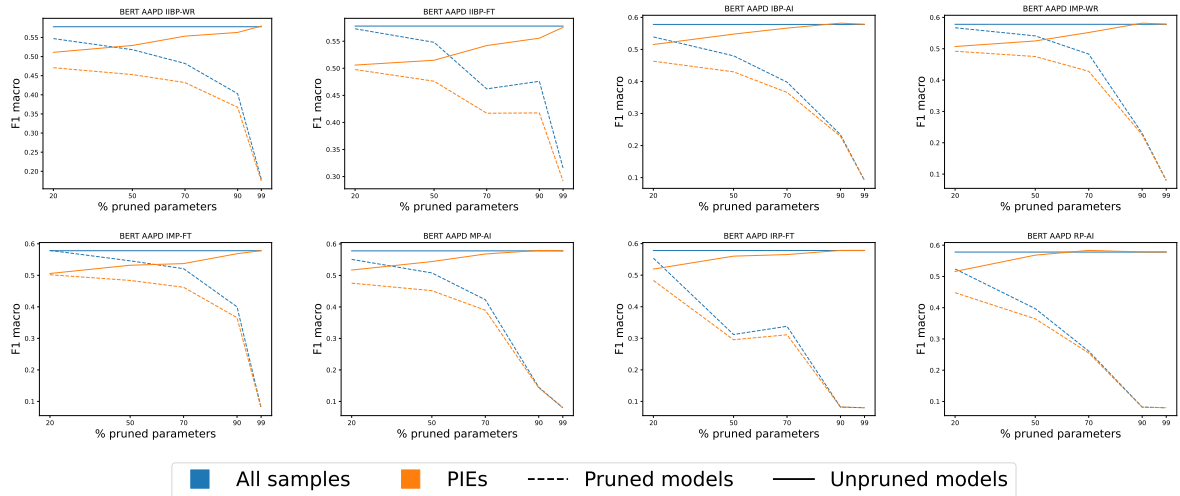 BERT AAPD IIBP-WR
F1 macro
0.55
0.50
0.45
0.40
0.35
0.30
0.25
0.20
20 50 70 90 99
% pruned parameters
BERT AAPD IIBP-FT
F1 macro
0.55
0.50
0.45
0.40
0.35
0.30
20 50 70 90 99
% pruned parameters
BERT AAPD IBP-AI
F1 macro
0.6
0.5
0.4
0.3
0.2
0.1
20 50 70 90 99
% pruned parameters
BERT AAPD IMP-WR
F1 macro
0.6
0.5
0.4
0.3
0.2
0.1
20 50 70 90 99
% pruned parameters
BERT AAPD IMP-FT
F1 macro
0.6
0.5
0.4
0.3
0.2
0.1
20 50 70 90 99
% pruned parameters
BERT AAPD MP-AI
F1 macro
0.6
0.5
0.4
0.3
0.2
0.1
20 50 70 90 99
% pruned parameters
BERT AAPD IRP-FT
F1 macro
0.6
0.5
0.4
0.3
0.2
0.1
20 50 70 90 99
% pruned parameters
BERT AAPD RP-AI
F1 macro
0.6
0.5
0.4
0.3
0.2
0.1
20 50 70 90 99
% pruned parameters
All samples PIEs Pruned models Unpruned models